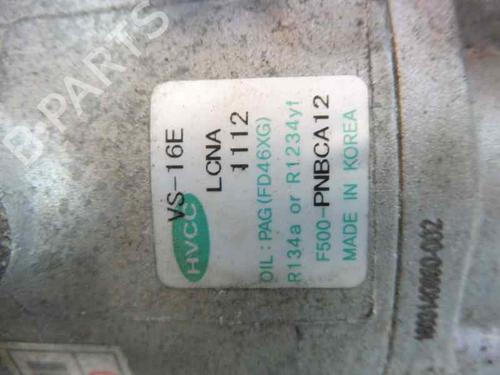 B-PARTS
VS-16E
HVCC
LCNA
1112
OIL : PAG (FD46XG)
R134a or R1234yf
F500-PNBCA12
MADE IN KOREA